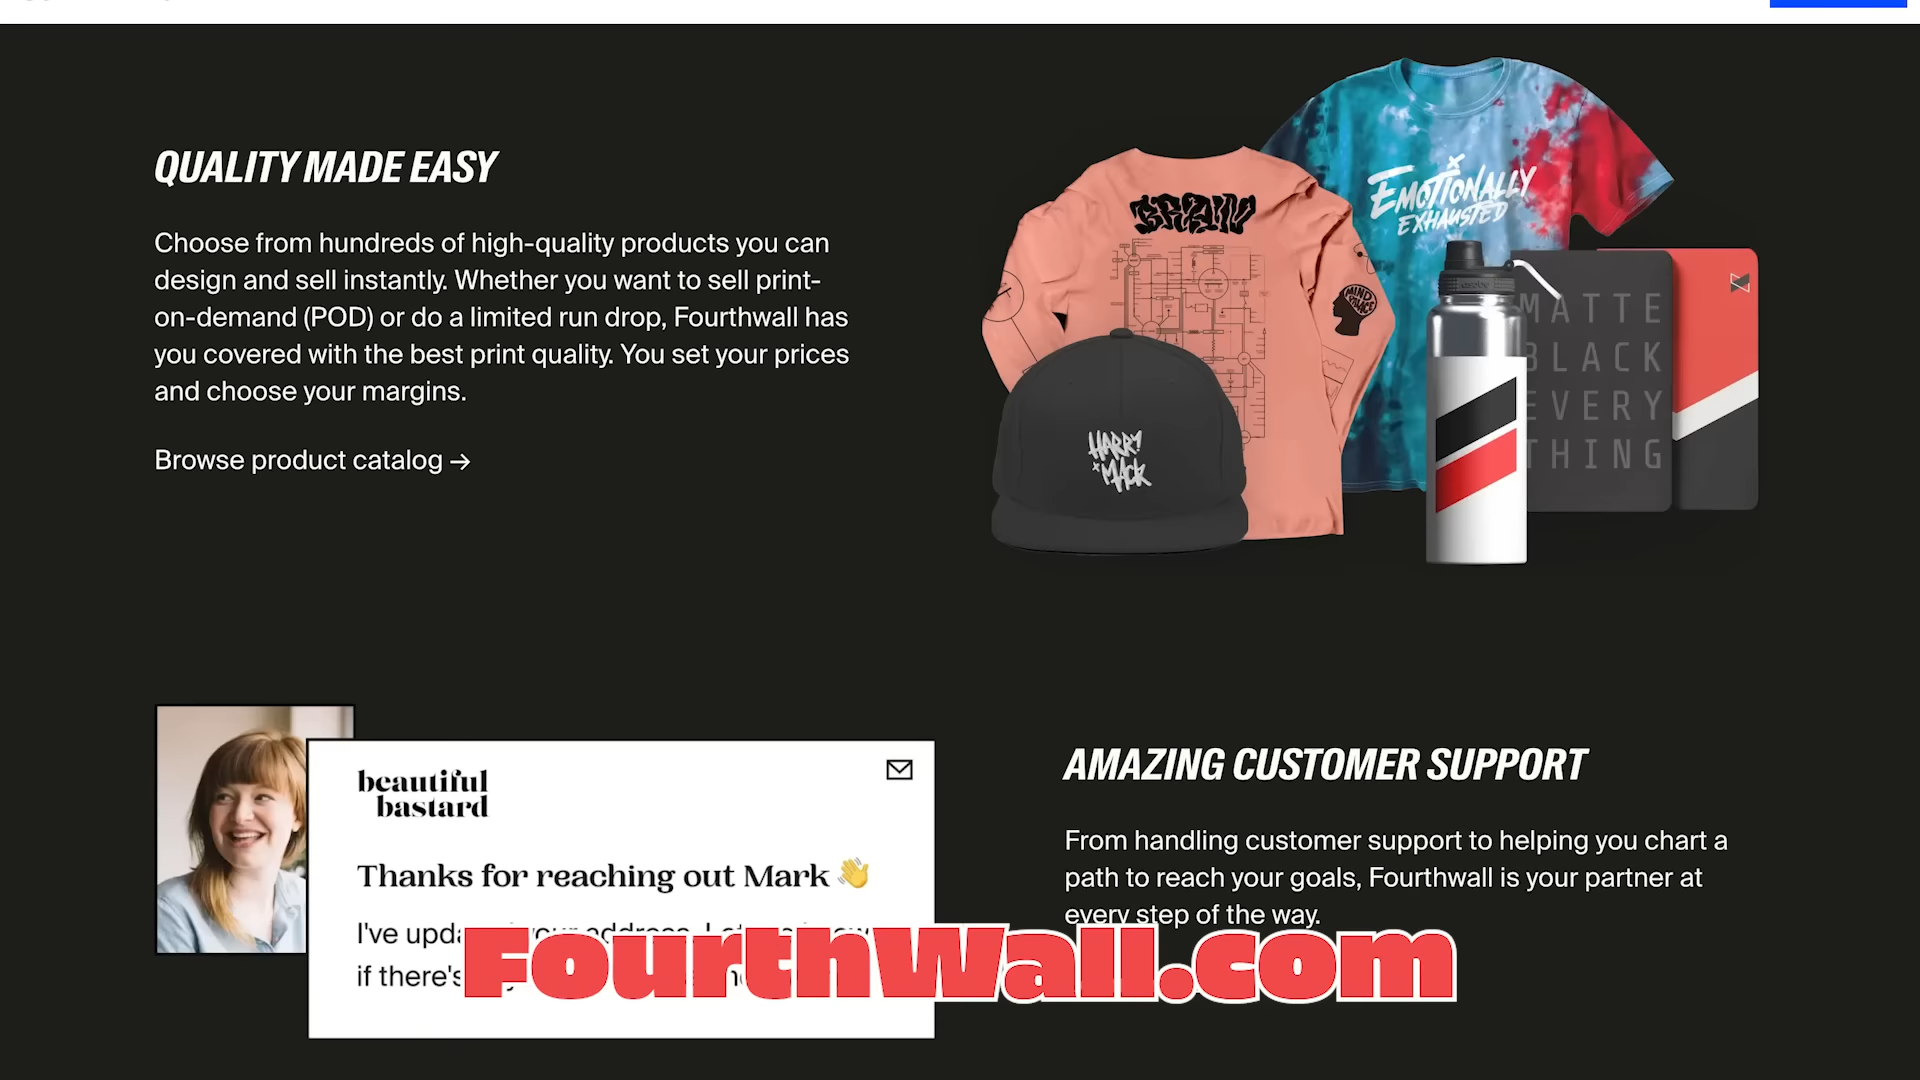 QUALITY MADE EASY
Choose from hundreds of high-quality products you can
design and sell instantly. Whether you want to sell print-
on-demand (POD) or do a limited run drop, Fourthwall has
you covered with the best print quality. You set your prices
and choose your margins.
Browse product catalog →
EMOTIONALLY
EXHAUSTED
MIND
PALACE
HARRY
MACK
MATTE
BLACK
EVERY
THING
beautiful
bastard
Thanks for reaching out Mark 👋
I've your address.
if there's
AMAZING CUSTOMER SUPPORT
From handling customer support to helping you chart a
path to reach your goals, Fourthwall is your partner at
every step of the way.
FourthWall.com